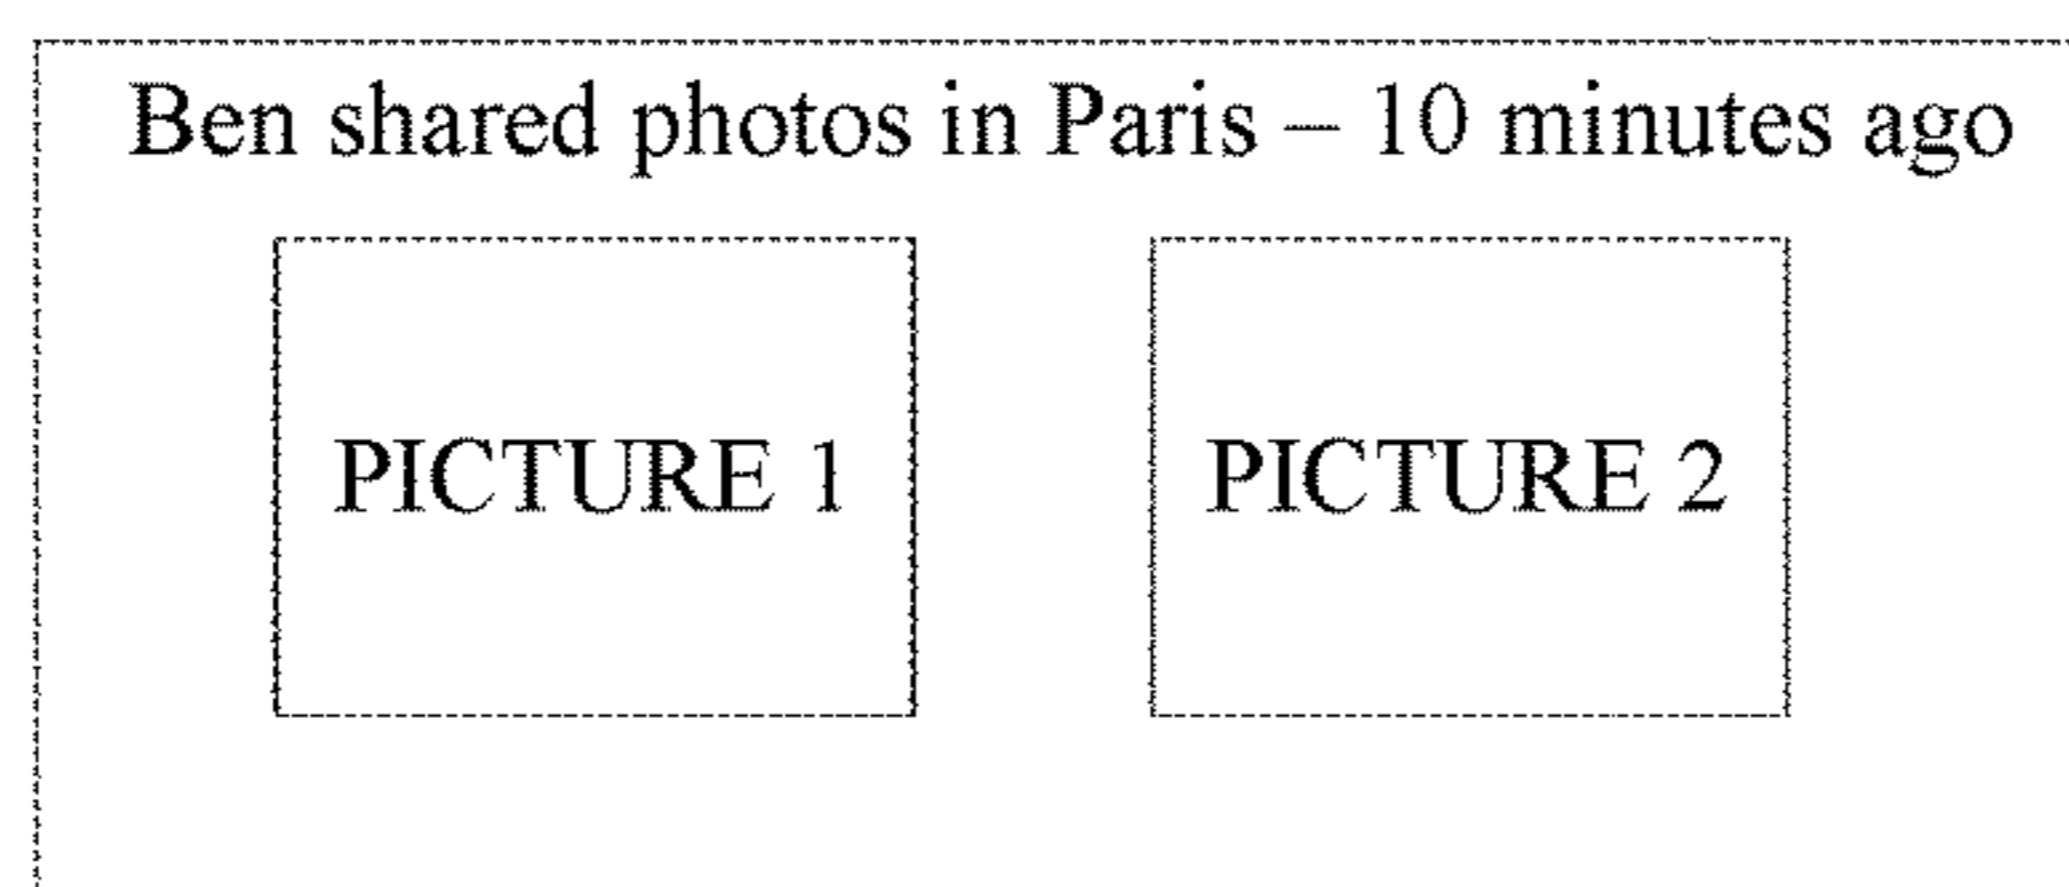 Ben shared photos in Paris – 10 minutes ago
PICTURE 1
PICTURE 2